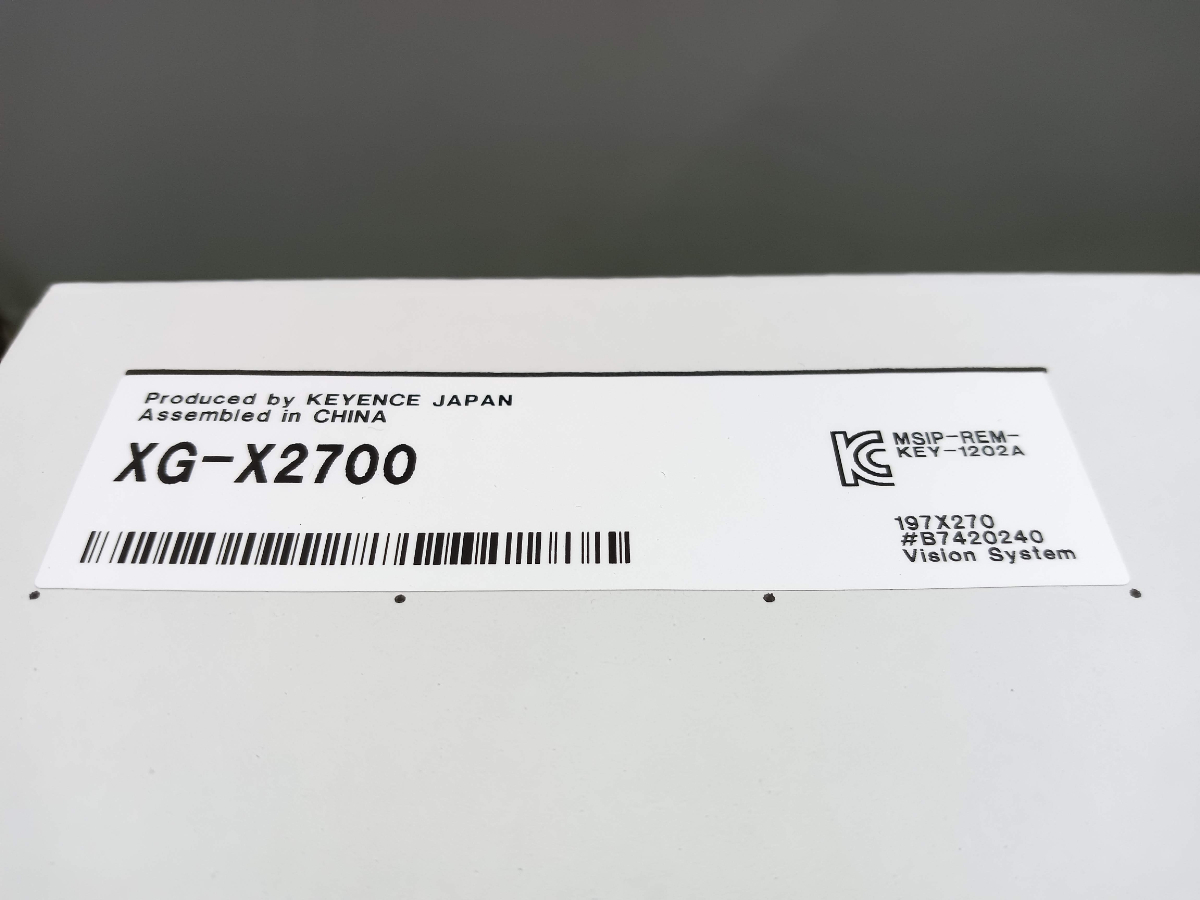 Produced by KEYENCE JAPAN
Assembled in CHINA
XG-X2700
MSIP-REM-
KEY-1202A
197X270
#B7420240
Vision System